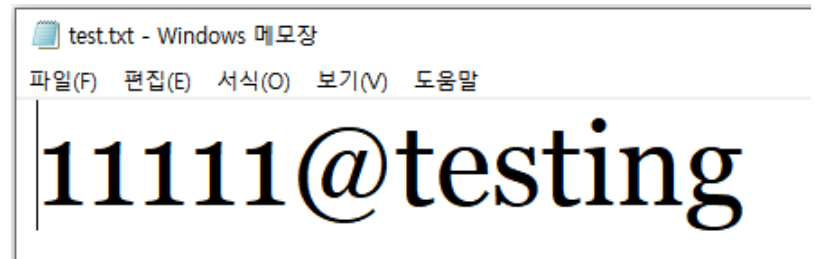 test.txt - Windows 메모장
파일(F) 편집(E) 서식(O) 보기(V) 도움말
11111@testing